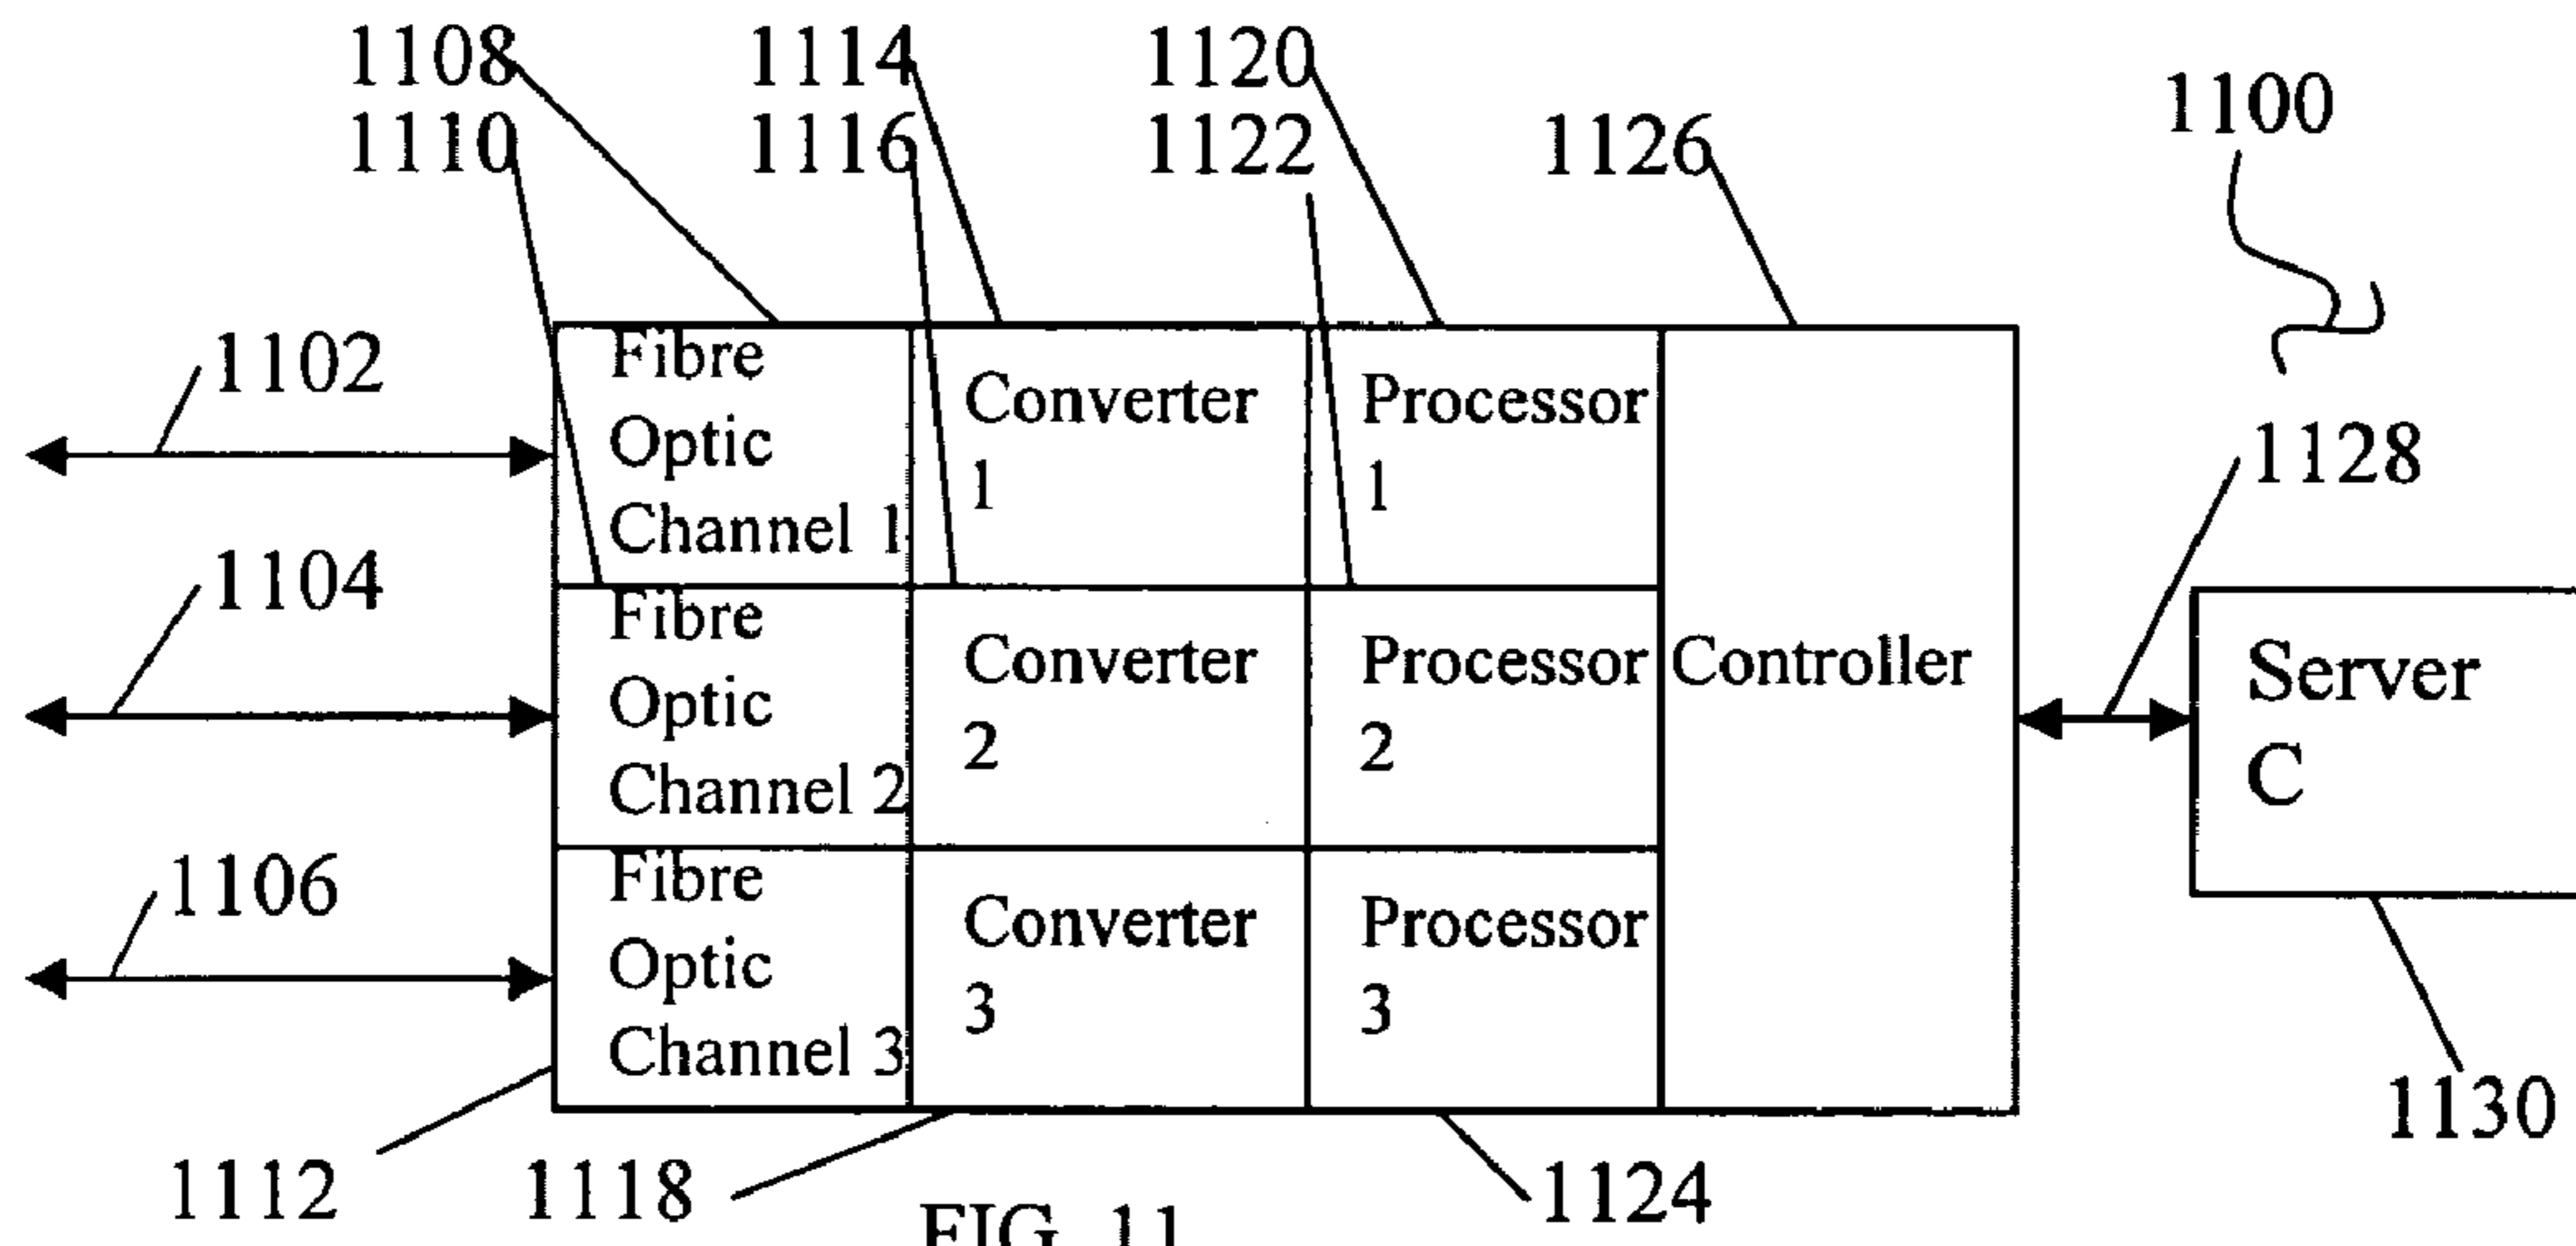 1108 1114 1120
1110 1116 1122 1126 1100
1102
1104
1106
1128
Fibre
Optic
Channel 1
Converter
1
Processor
1
Fibre
Optic
Channel 2
Converter
2
Processor
2
Controller
Fibre
Optic
Channel 3
Converter
3
Processor
3
Server
C
1130
1112 1118 1124
FIG. 11